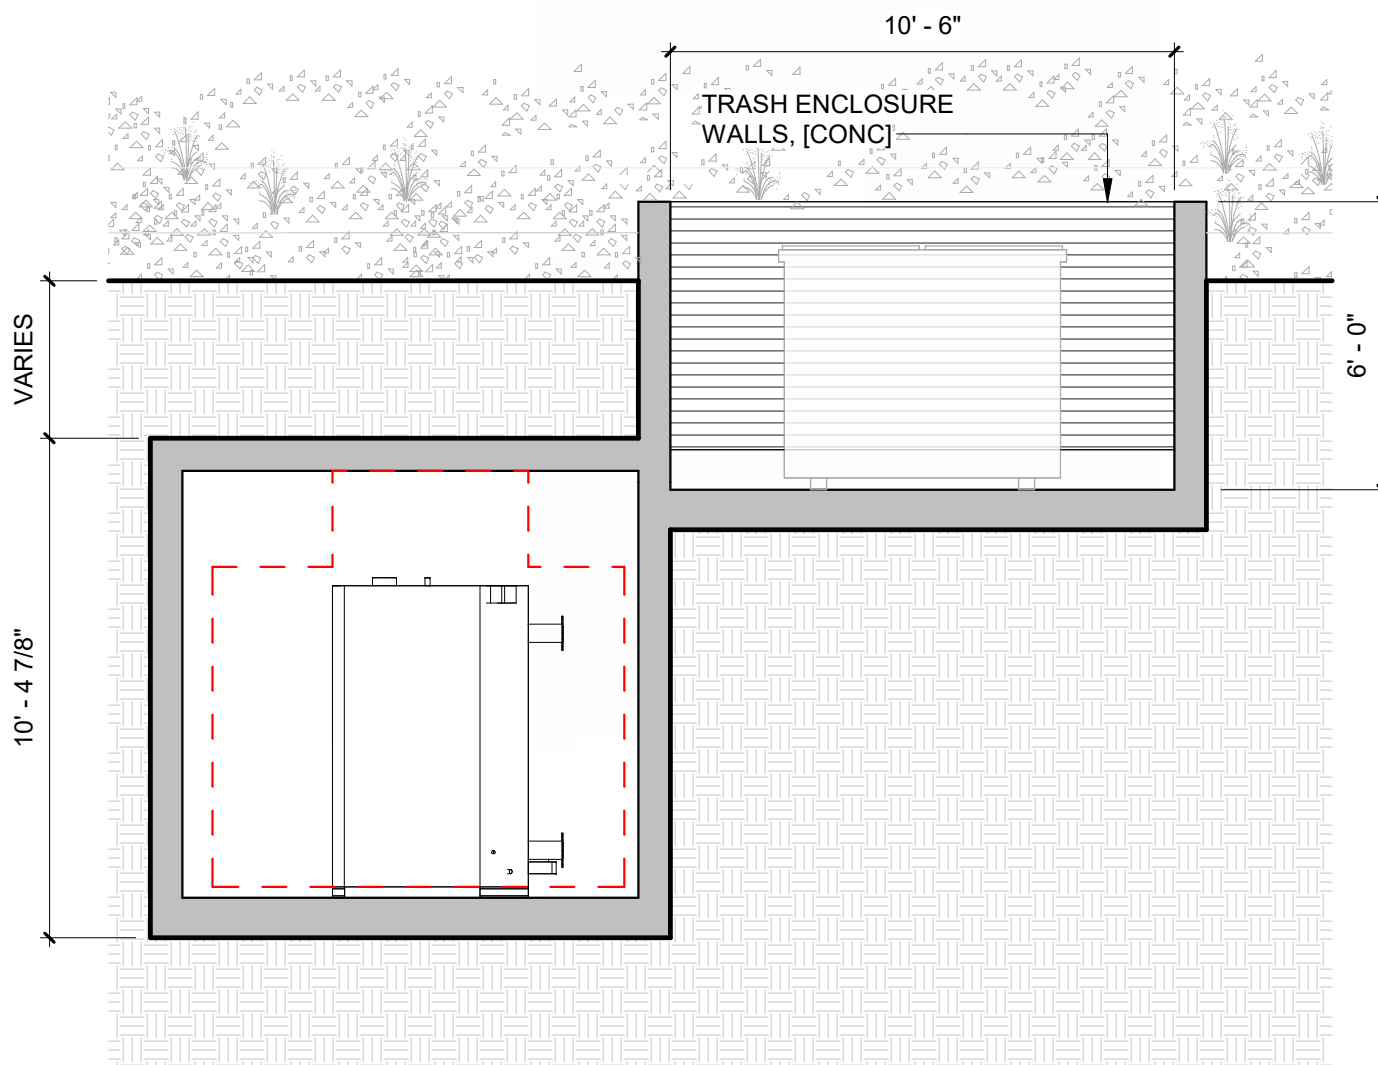 10' - 6"
TRASH ENCLOSURE
WALLS, [CONC]
VARIES
6' - 0"
10' - 4 7/8"